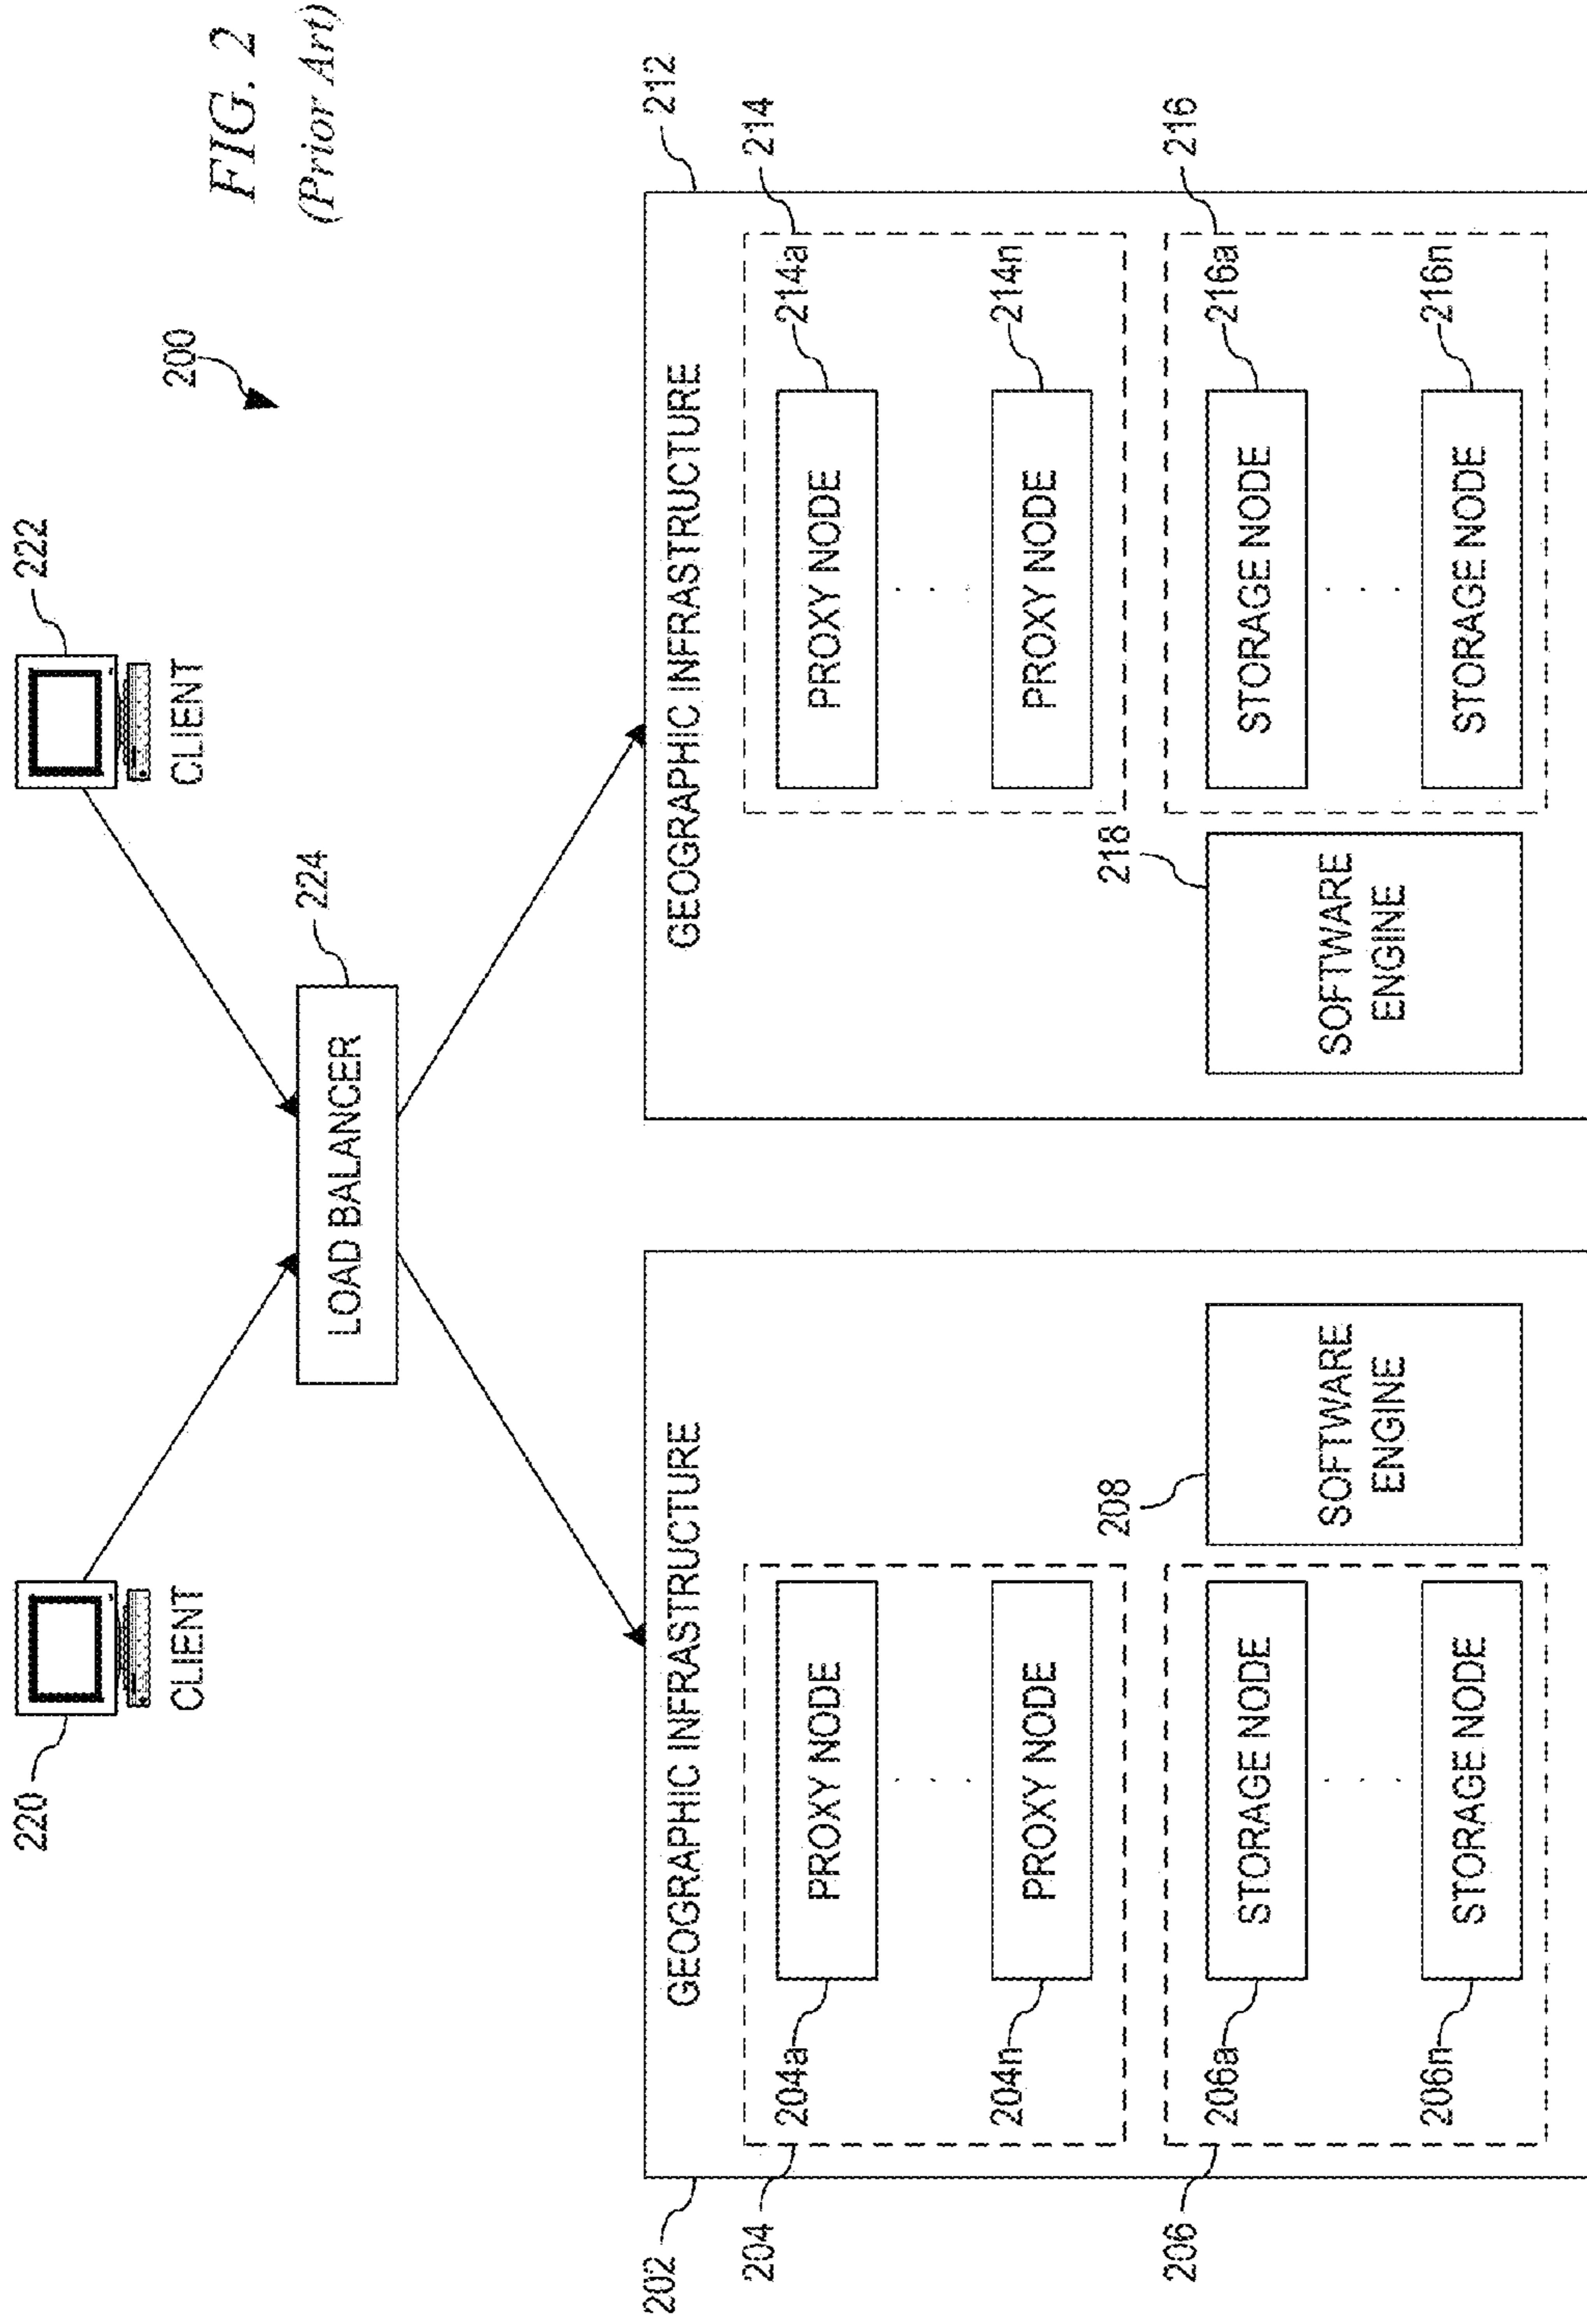 FIG. 2
(Prior Art)
200
220
CLIENT
222
CLIENT
224
LOAD BALANCER
202
GEOGRAPHIC INFRASTRUCTURE
204
204a
PROXY NODE
. . .
204n
PROXY NODE
206
206a
STORAGE NODE
. . .
206n
STORAGE NODE
208
SOFTWARE
ENGINE
212
GEOGRAPHIC INFRASTRUCTURE
214
214a
PROXY NODE
. . .
214n
PROXY NODE
216
216a
STORAGE NODE
. . .
216n
STORAGE NODE
218
SOFTWARE
ENGINE